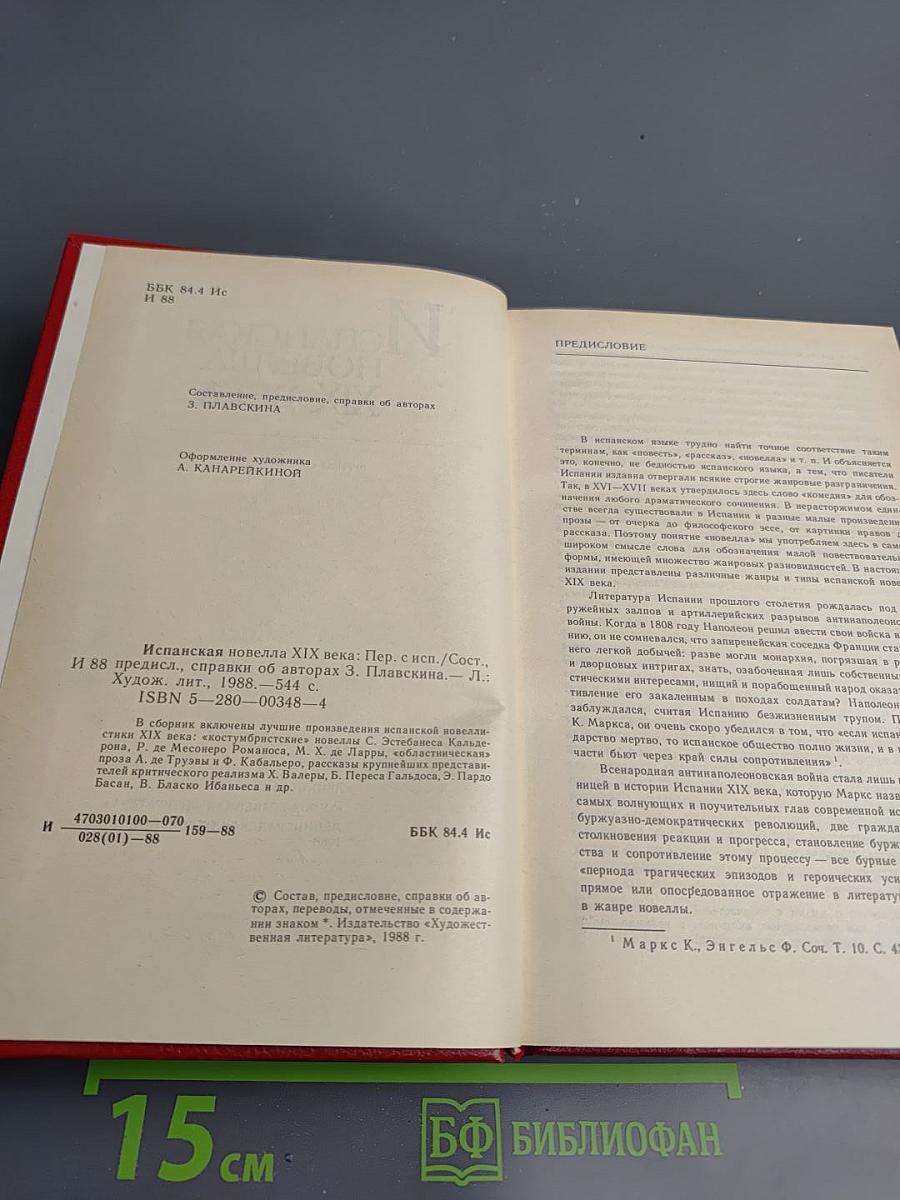 ББК 84.4 Ис
И 88
Составление, предисловие, справки об авторах
З. ПЛАВСКИНА
Оформление художника
А. КАНАРЕЙКИНОЙ
Испанская новелла XIX века: Пер. с исп./Сост.,
И 88 предисл., справки об авторах З. Плавскина.— Л.:
Худож. лит., 1988.—544 с.
ISBN 5—280—00348—4
В сборник включены лучшие произведения испанской новелли-
стики XIX века: «костумбристские» новеллы С. Эстебанеса Кальде-
рона, Р. де Месонеро Романоса, М. Х. де Ларры, «областническая»
проза А. де Труэвы и Ф. Кабальеро, рассказы крупнейших представи-
телей критического реализма Х. Валеры, Б. Переса Гальдоса, Э. Пардо
Басан, В. Бласко Ибаньеса и др.
И 4703010100—070
028(01)—88 159—88 ББК 84.4 Ис
© Состав, предисловие, справки об ав-
торах, переводы, отмеченные в содержа-
нии знаком *. Издательство «Художест-
венная литература», 1988 г.
ПРЕДИСЛОВИЕ
В испанском языке трудно найти точное соответствие таким
терминам, как «повесть», «рассказ», «новелла» и т. п. И объясняется
это, конечно, не бедностью испанского языка, а тем, что писатели
Испании издавна отвергали всякие строгие жанровые разграничения.
Так, в XVI—XVII веках утвердилось здесь слово «комедия» для обоз-
начения любого драматического сочинения. В нерасторжимом един-
стве всегда существовали в Испании и разные малые произведени
прозы — от очерка до философского эссе, от картинки нравов д
рассказа. Поэтому понятие «новелла» мы употребляем здесь в сам
широком смысле слова для обозначения малой повествователь
формы, имеющей множество жанровых разновидностей. В настоя
издании представлены различные жанры и типы испанской нове
XIX века.
Литература Испании прошлого столетия рождалась под
ружейных залпов и артиллерийских разрывов антинаполеонс
войны. Когда в 1808 году Наполеон решил ввести свои войска в
нию, он не сомневался, что запиренейская соседка Франции ста
него легкой добычей: разве могли монархия, погрязшая в р
и дворцовых интригах, знать, озабоченная лишь собственны
стическими интересами, нищий и порабощенный народ оказа
тивление его закаленным в походах солдатам? Наполеон
заблуждался, считая Испанию безжизненным трупом. П
К. Маркса, он очень скоро убедился в том, что «если испан
дарство мертво, то испанское общество полно жизни, и в
части бьют через край силы сопротивления» ¹.
Всенародная антинаполеоновская война стала лишь
ницей в истории Испании XIX века, которую Маркс назв
самых волнующих и поучительных глав современной ис
буржуазно-демократических революций, две гражда
столкновения реакции и прогресса, становление бурж
ства и сопротивление этому процессу — все бурные
«периода трагических эпизодов и героических уси
прямое или опосредованное отражение в литератур
в жанре новеллы.
¹ Маркс К., Энгельс Ф. Соч. Т. 10. С. 4
15 см
БФ БИБЛИОФАН